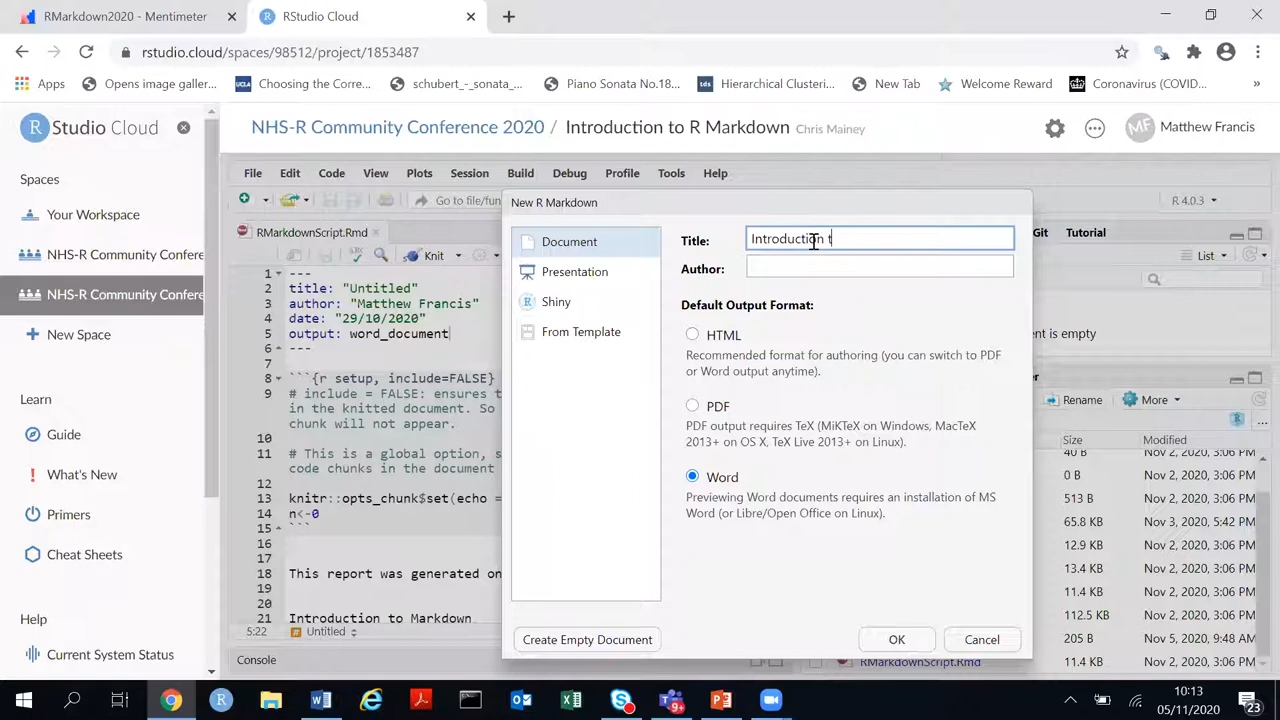 RMarkdown2020 - Mentimeter
RStudio Cloud
rstudio.cloud/spaces/98512/project/1853487
Apps Opens image galler... Choosing the Corre... schubert_-_sonata_... Piano Sonata No.18... Hierarchical Clusteri... New Tab Welcome Reward Coronavirus (COVID...
R Studio Cloud
NHS-R Community Conference 2020 / Introduction to R Markdown Chris Mainey
MF Matthew Francis
Spaces
Your Workspace
NHS-R Community Confere
NHS-R Community Confere
New Space
Learn
Guide
What's New
Primers
Cheat Sheets
Help
Current System Status
File Edit Code View Plots Session Build Debug Profile Tools Help
Go to file/fun
R 4.0.3
RMarkdownScript.Rmd
Knit
1 ---
2 title: "Untitled"
3 author: "Matthew Francis"
4 date: "29/10/2020"
5 output: word_document
6 ---
7
8 ```{r setup, include=FALSE}
9 # include = FALSE: ensures t
in the knitted document. So
chunk will not appear.
10
11 # This is a global option, s
code chunks in the document
12
13 knitr::opts_chunk$set(echo =
14 n<-0
15 ```
16
17
18 This report was generated on
19
20
21 Introduction to Markdown
5:22 Untitled
Console
New R Markdown
Document
Presentation
Shiny
From Template
Title: Introduction t
Author:
Default Output Format:
HTML
Recommended format for authoring (you can switch to PDF
or Word output anytime).
PDF
PDF output requires TeX (MiKTeX on Windows, MacTeX
2013+ on OS X, TeX Live 2013+ on Linux).
Word
Previewing Word documents requires an installation of MS
Word (or Libre/Open Office on Linux).
Create Empty Document
OK
Cancel
Git Tutorial
List
nt is empty
er
Rename More
Size Modified
40 B Nov 2, 2020, 3:06 PM
0 B Nov 2, 2020, 3:06 PM
513 B Nov 2, 2020, 3:06 PM
65.8 KB Nov 3, 2020, 5:42 PM
12.9 KB Nov 2, 2020, 3:06 PM
13.4 KB Nov 2, 2020, 3:06 PM
11.4 KB Nov 2, 2020, 3:06 PM
112.5 KB Nov 2, 2020, 3:06 PM
205 B Nov 5, 2020, 9:48 AM
RMarkdownScript.Rmd 11.4 KB Nov 2, 2020, 3:06 PM
9+
10:13
05/11/2020
23